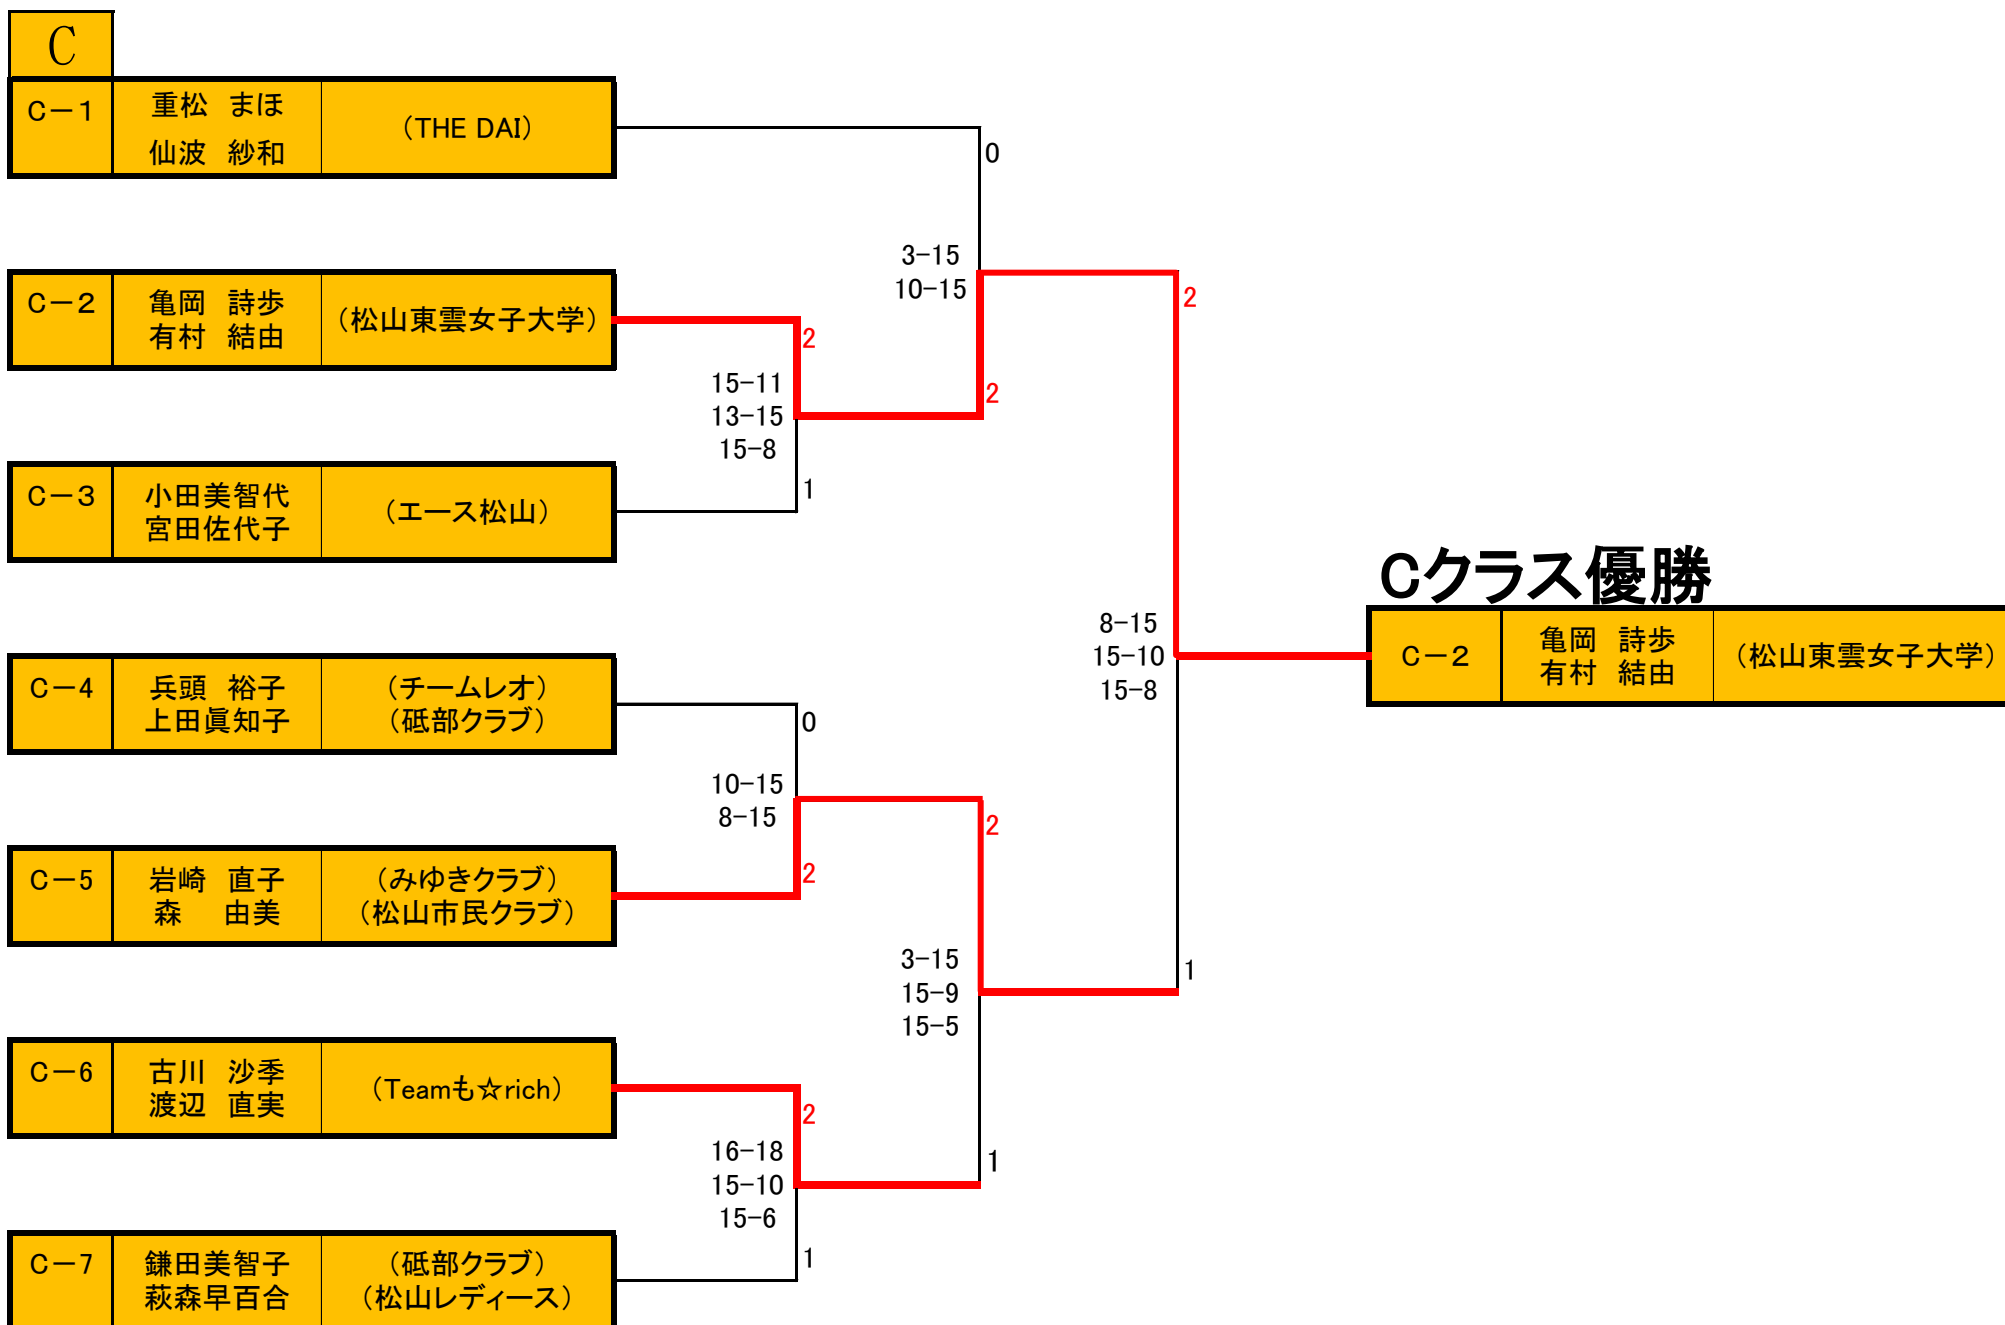 C
C－1
重松　まほ
仙波　紗和
（THE DAI）
0
3-15
10-15
C－2
亀岡　詩歩
有村　結由
（松山東雲女子大学）
2
2
2
15-11
13-15
15-8
C－3
小田美智代
宮田佐代子
（エース松山）
1
Cクラス優勝
8-15
15-10
15-8
C－2
亀岡　詩歩
有村　結由
（松山東雲女子大学）
C－4
兵頭　裕子
上田眞知子
（チームレオ）
（砥部クラブ）
0
10-15
8-15
2
C－5
岩崎　直子
森　由美
（みゆきクラブ）
（松山市民クラブ）
2
3-15
15-9
15-5
1
C－6
古川　沙季
渡辺　直実
（Teamも☆rich）
2
16-18
15-10
15-6
1
C－7
鎌田美智子
萩森早百合
（砥部クラブ）
（松山レディース）
1